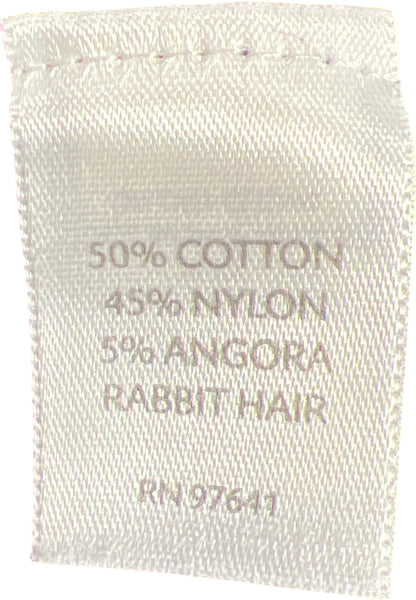 50% COTTON
45% NYLON
5% ANGORA
RABBIT HAIR
RN 97641